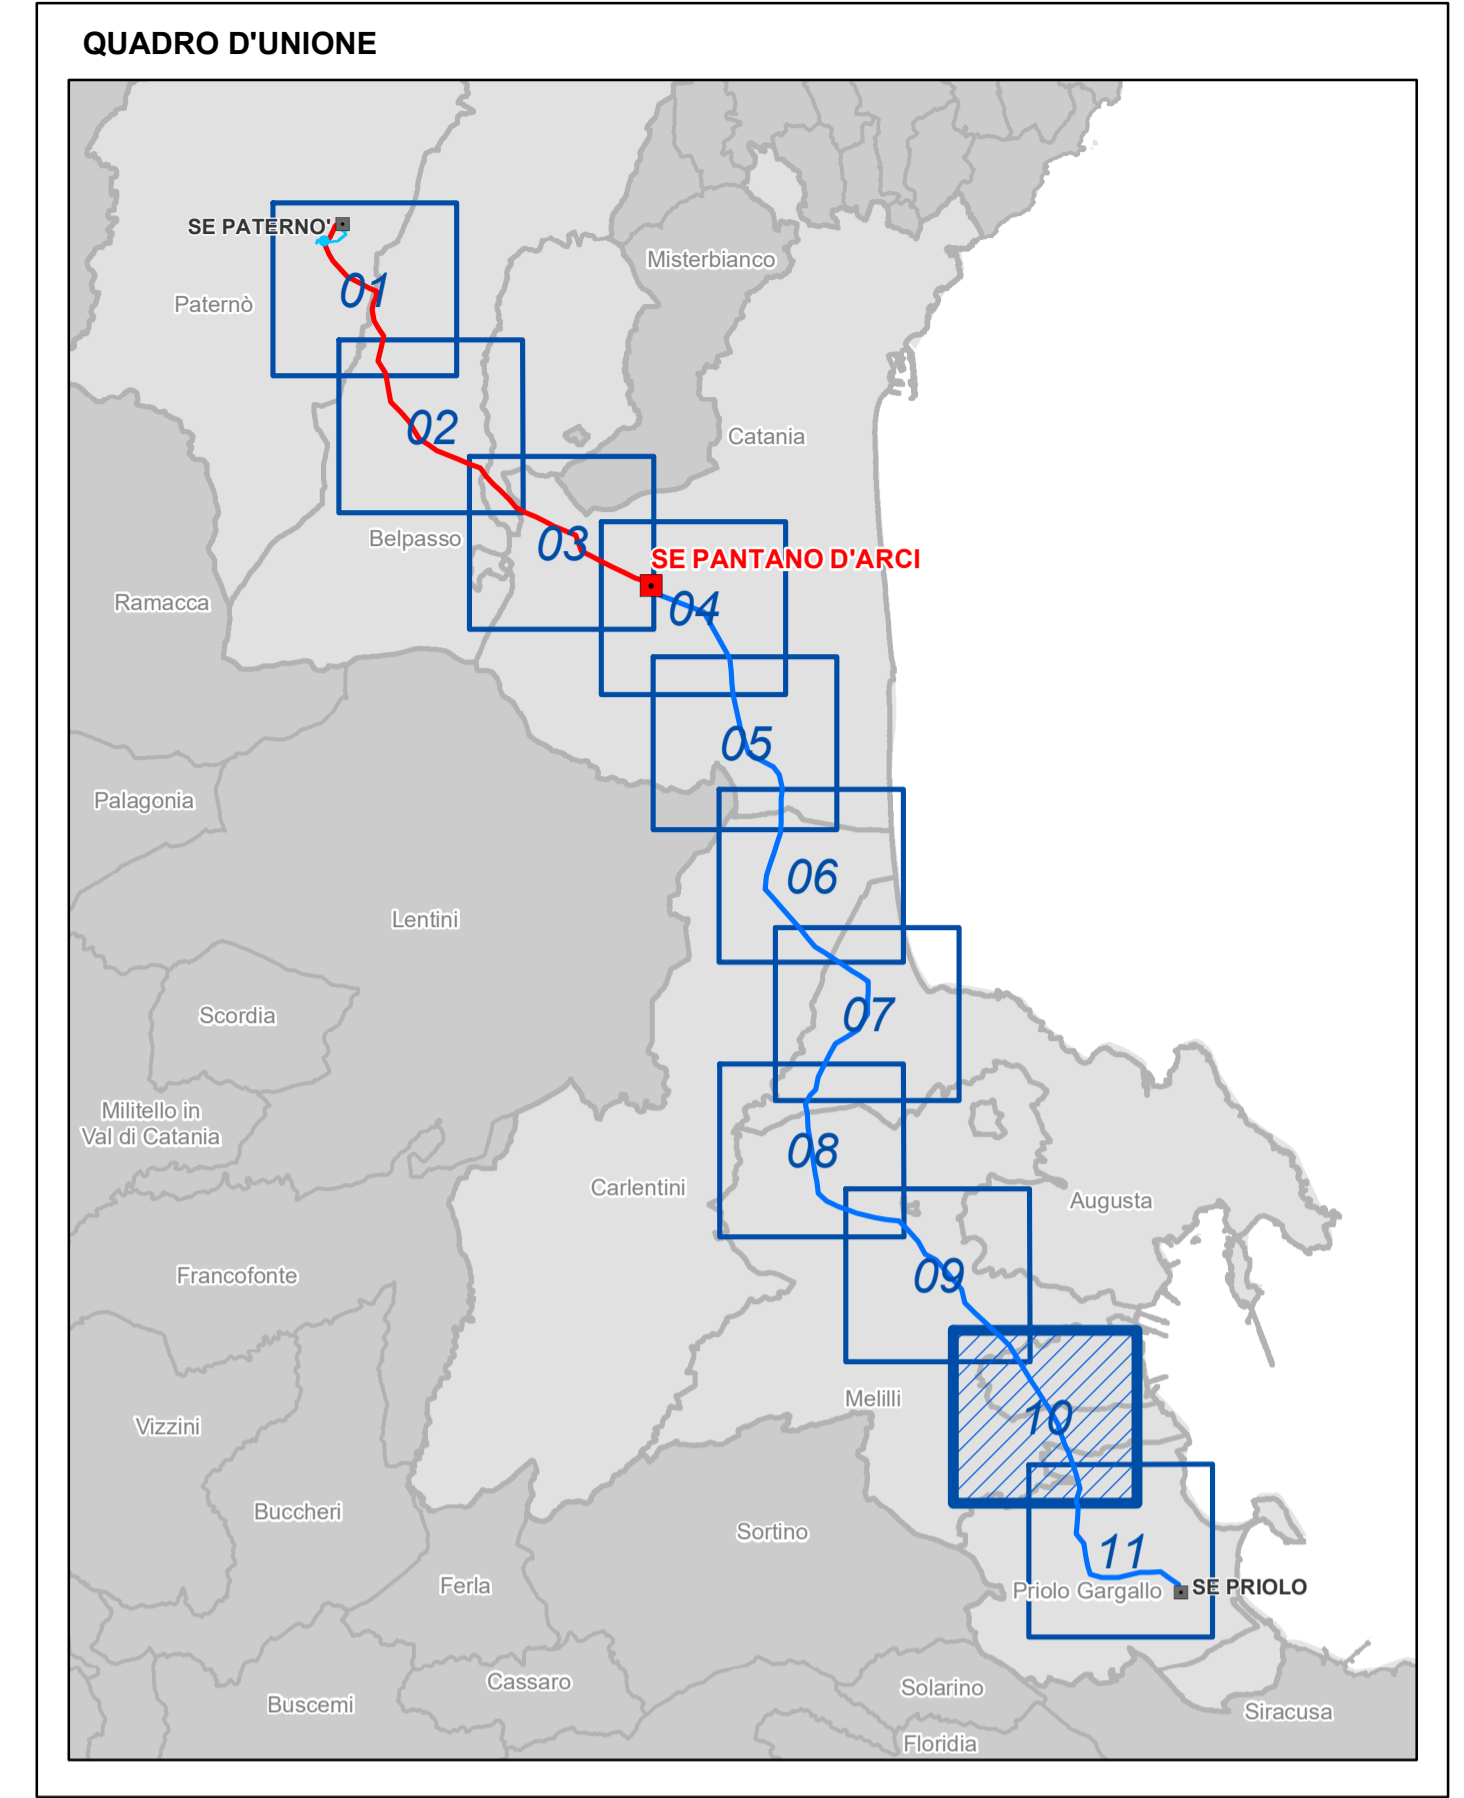 QUADRO D'UNIONE
SE PATERNO'
Misterbianco
01
Paternò
02
Catania
Belpasso
03
SE PANTANO D'ARCI
Ramacca
04
05
Palagonia
06
Lentini
Scordia
07
Militello in
Val di Catania
08
Carlentini
Augusta
Francofonte
09
Melilli
10
Vizzini
Buccheri
Sortino
11
Ferla
Priolo Gargallo
SE PRIOLO
Cassaro
Solarino
Buscemi
Siracusa
Floridia